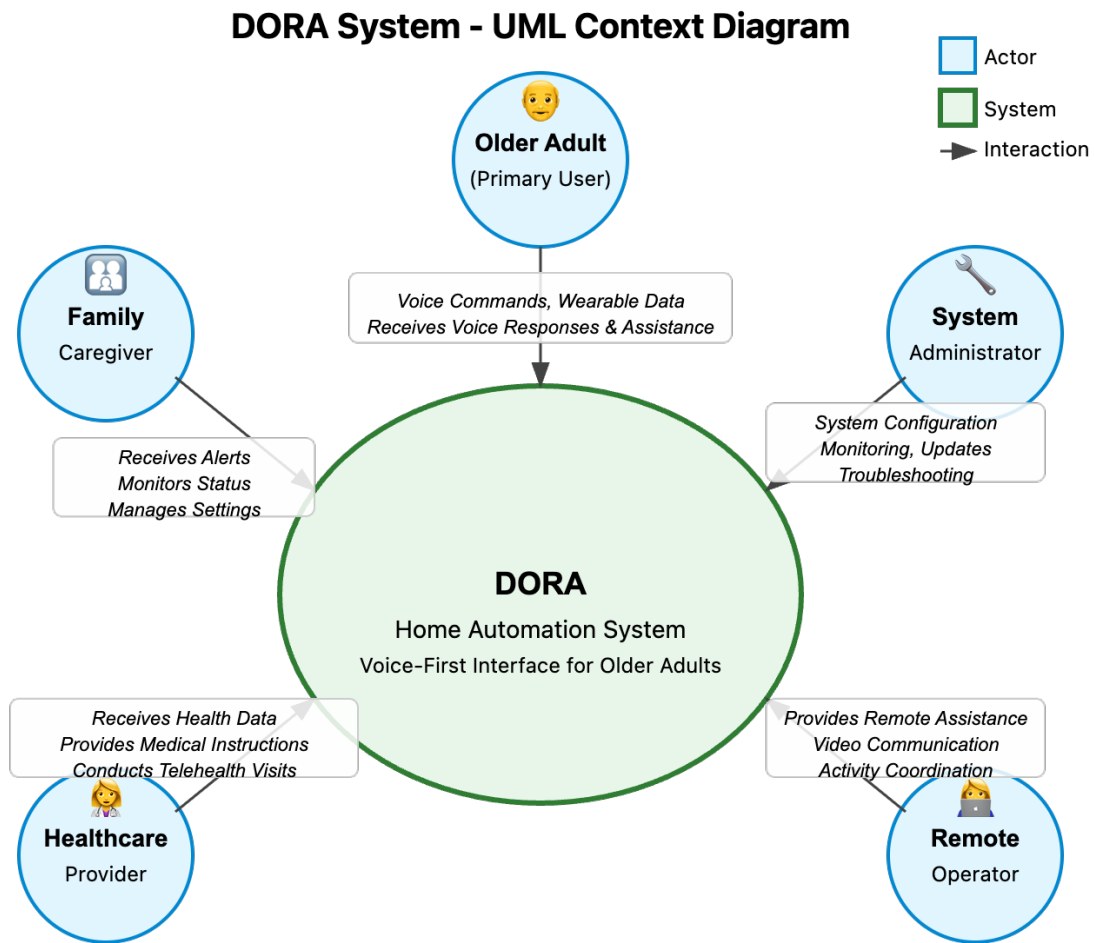 DORA System - UML Context Diagram
Actor
System
Interaction
Older Adult
(Primary User)
Voice Commands, Wearable Data
Receives Voice Responses & Assistance
Family
Caregiver
System
Administrator
Receives Alerts
Monitors Status
Manages Settings
System Configuration
Monitoring, Updates
Troubleshooting
DORA
Home Automation System
Voice-First Interface for Older Adults
Receives Health Data
Provides Medical Instructions
Conducts Telehealth Visits
Provides Remote Assistance
Video Communication
Activity Coordination
Healthcare
Provider
Remote
Operator